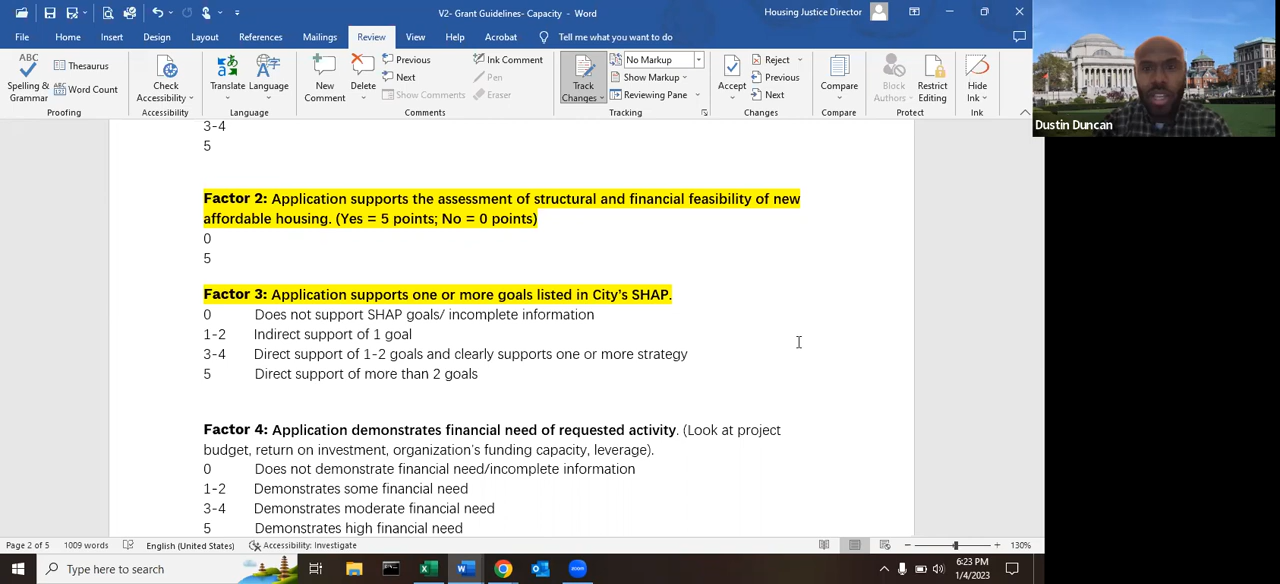 V2- Grant Guidelines- Capacity - Word
Housing Justice Director
File Home Insert Design Layout References Mailings Review View Help Acrobat Tell me what you want to do
ABC
Spelling & Grammar
Thesaurus
Word Count
Proofing
Check Accessibility
Accessibility
Translate
Language
Language
New Comment
Delete
Previous
Next
Show Comments
Ink Comment
Pen
Eraser
Comments
Track Changes
No Markup
Show Markup
Reviewing Pane
Tracking
Accept
Reject
Previous
Next
Changes
Compare
Compare
Block Authors
Restrict Editing
Protect
Hide Ink
Ink
Dustin Duncan
3-4
5
Factor 2: Application supports the assessment of structural and financial feasibility of new
affordable housing. (Yes = 5 points; No = 0 points)
0
5
Factor 3: Application supports one or more goals listed in City's SHAP.
0 Does not support SHAP goals/ incomplete information
1-2 Indirect support of 1 goal
3-4 Direct support of 1-2 goals and clearly supports one or more strategy
5 Direct support of more than 2 goals
Factor 4: Application demonstrates financial need of requested activity. (Look at project
budget, return on investment, organization's funding capacity, leverage).
0 Does not demonstrate financial need/incomplete information
1-2 Demonstrates some financial need
3-4 Demonstrates moderate financial need
5 Demonstrates high financial need
Page 2 of 5 1009 words English (United States) Accessibility: Investigate 130%
Type here to search
zoom
6:23 PM
1/4/2023